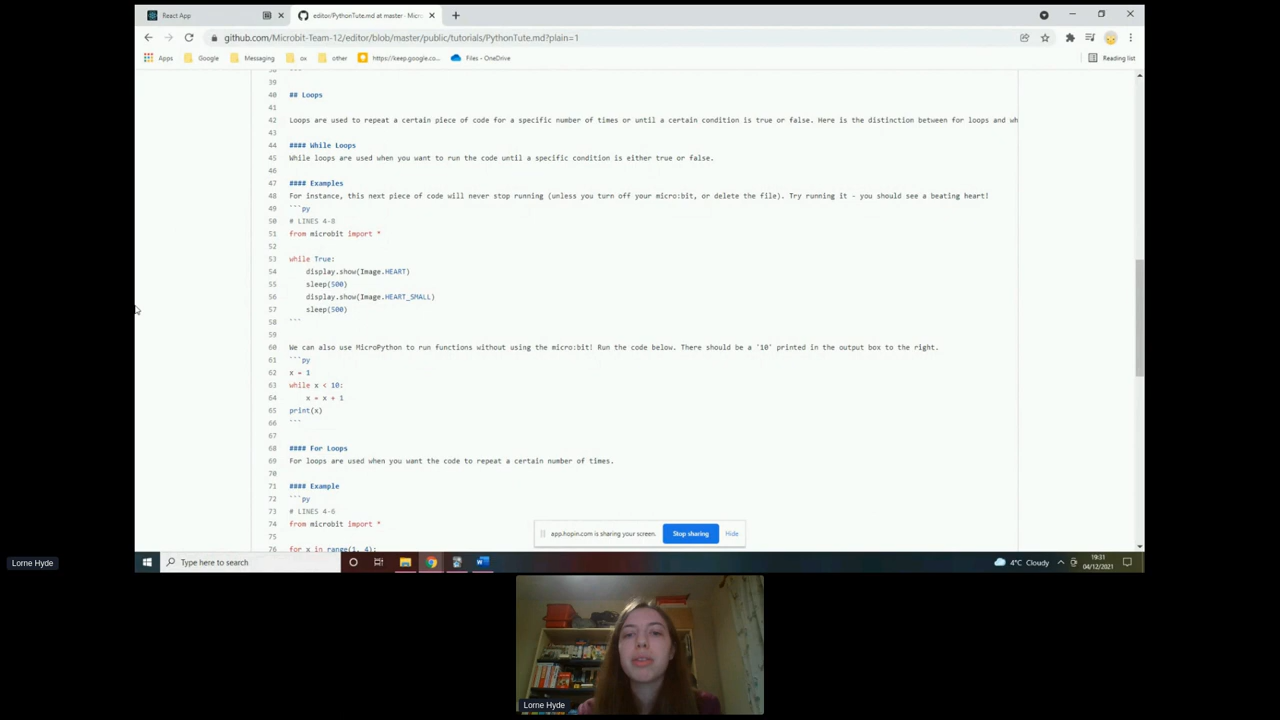 React App
editor/PythonTute.md at master · Micr
github.com/Microbit-Team-12/editor/blob/master/public/tutorials/PythonTute.md?plain=1
Apps
Google
Messaging
ox
other
https://keep.google.co...
Files - OneDrive
Reading list
39
40 ## Loops
41
42 Loops are used to repeat a certain piece of code for a specific number of times or until a certain condition is true or false. Here is the distinction between for loops and wh
43
44 #### While Loops
45 While loops are used when you want to run the code until a specific condition is either true or false.
46
47 #### Examples
48 For instance, this next piece of code will never stop running (unless you turn off your micro:bit, or delete the file). Try running it - you should see a beating heart!
49 ```py
50 # LINES 4-8
51 from microbit import *
52
53 while True:
54 display.show(Image.HEART)
55 sleep(500)
56 display.show(Image.HEART_SMALL)
57 sleep(500)
58 ```
59
60 We can also use MicroPython to run functions without using the micro:bit! Run the code below. There should be a '10' printed in the output box to the right.
61 ```py
62 x = 1
63 while x < 10:
64 x = x + 1
65 print(x)
66 ```
67
68 #### For Loops
69 For loops are used when you want the code to repeat a certain number of times.
70
71 #### Example
72 ```py
73 # LINES 4-6
74 from microbit import *
75
76 for x in range(1, 4):
app.hopin.com is sharing your screen.
Stop sharing
Hide
Type here to search
4°C Cloudy
19:31
04/12/2021
Lorne Hyde
Lorne Hyde